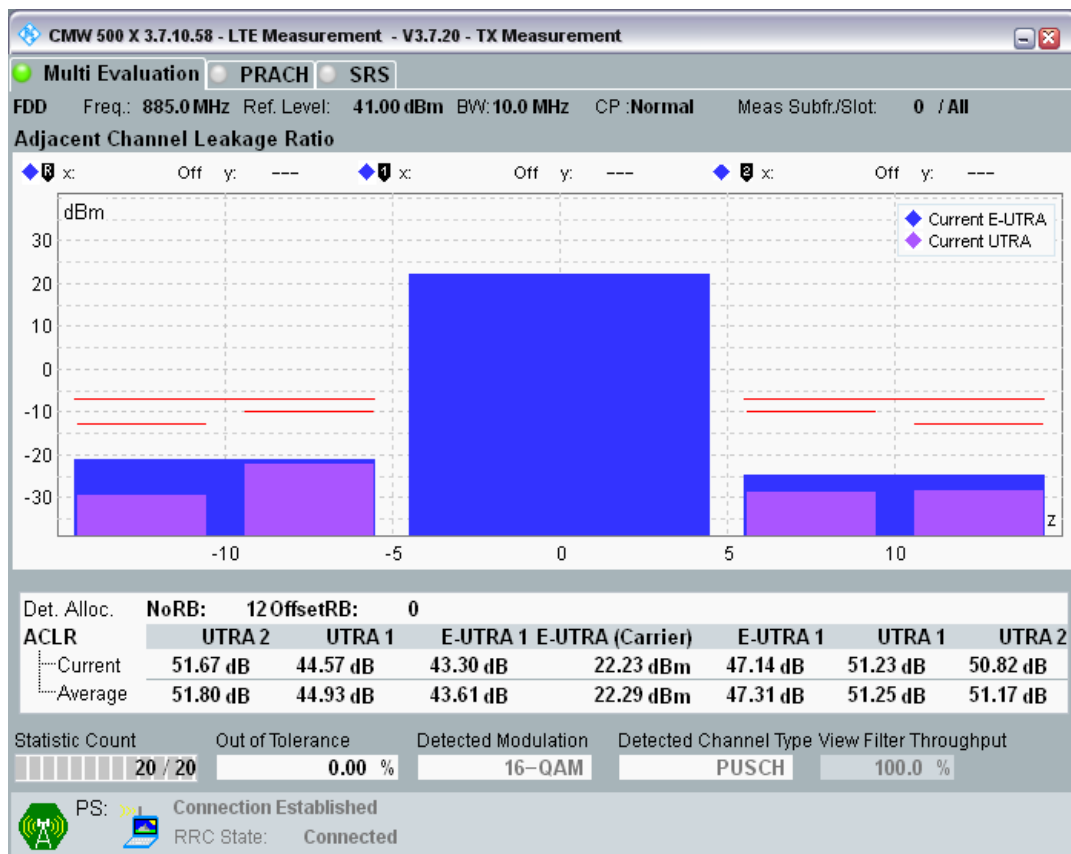 CMW 500 X 3.7.10.58 - LTE Measurement - V3.7.20 - TX Measurement
Multi Evaluation PRACH SRS
FDD Freq.: 885.0 MHz Ref. Level: 41.00 dBm BW: 10.0 MHz CP :Normal Meas Subfr./Slot: 0 / All
Adjacent Channel Leakage Ratio
R x: Off y: --- 1 x: Off y: --- 2 x: Off y: ---
dBm
Current E-UTRA
Current UTRA
30
20
10
0
-10
-20
-30
z
-10 -5 0 5 10
Det. Alloc. NoRB: 12 OffsetRB: 0
ACLR UTRA 2 UTRA 1 E-UTRA 1 E-UTRA (Carrier) E-UTRA 1 UTRA 1 UTRA 2
Current 51.67 dB 44.57 dB 43.30 dB 22.23 dBm 47.14 dB 51.23 dB 50.82 dB
Average 51.80 dB 44.93 dB 43.61 dB 22.29 dBm 47.31 dB 51.25 dB 51.17 dB
Statistic Count Out of Tolerance Detected Modulation Detected Channel Type View Filter Throughput
20 / 20 0.00 % 16-QAM PUSCH 100.0 %
PS: Connection Established
RRC State: Connected